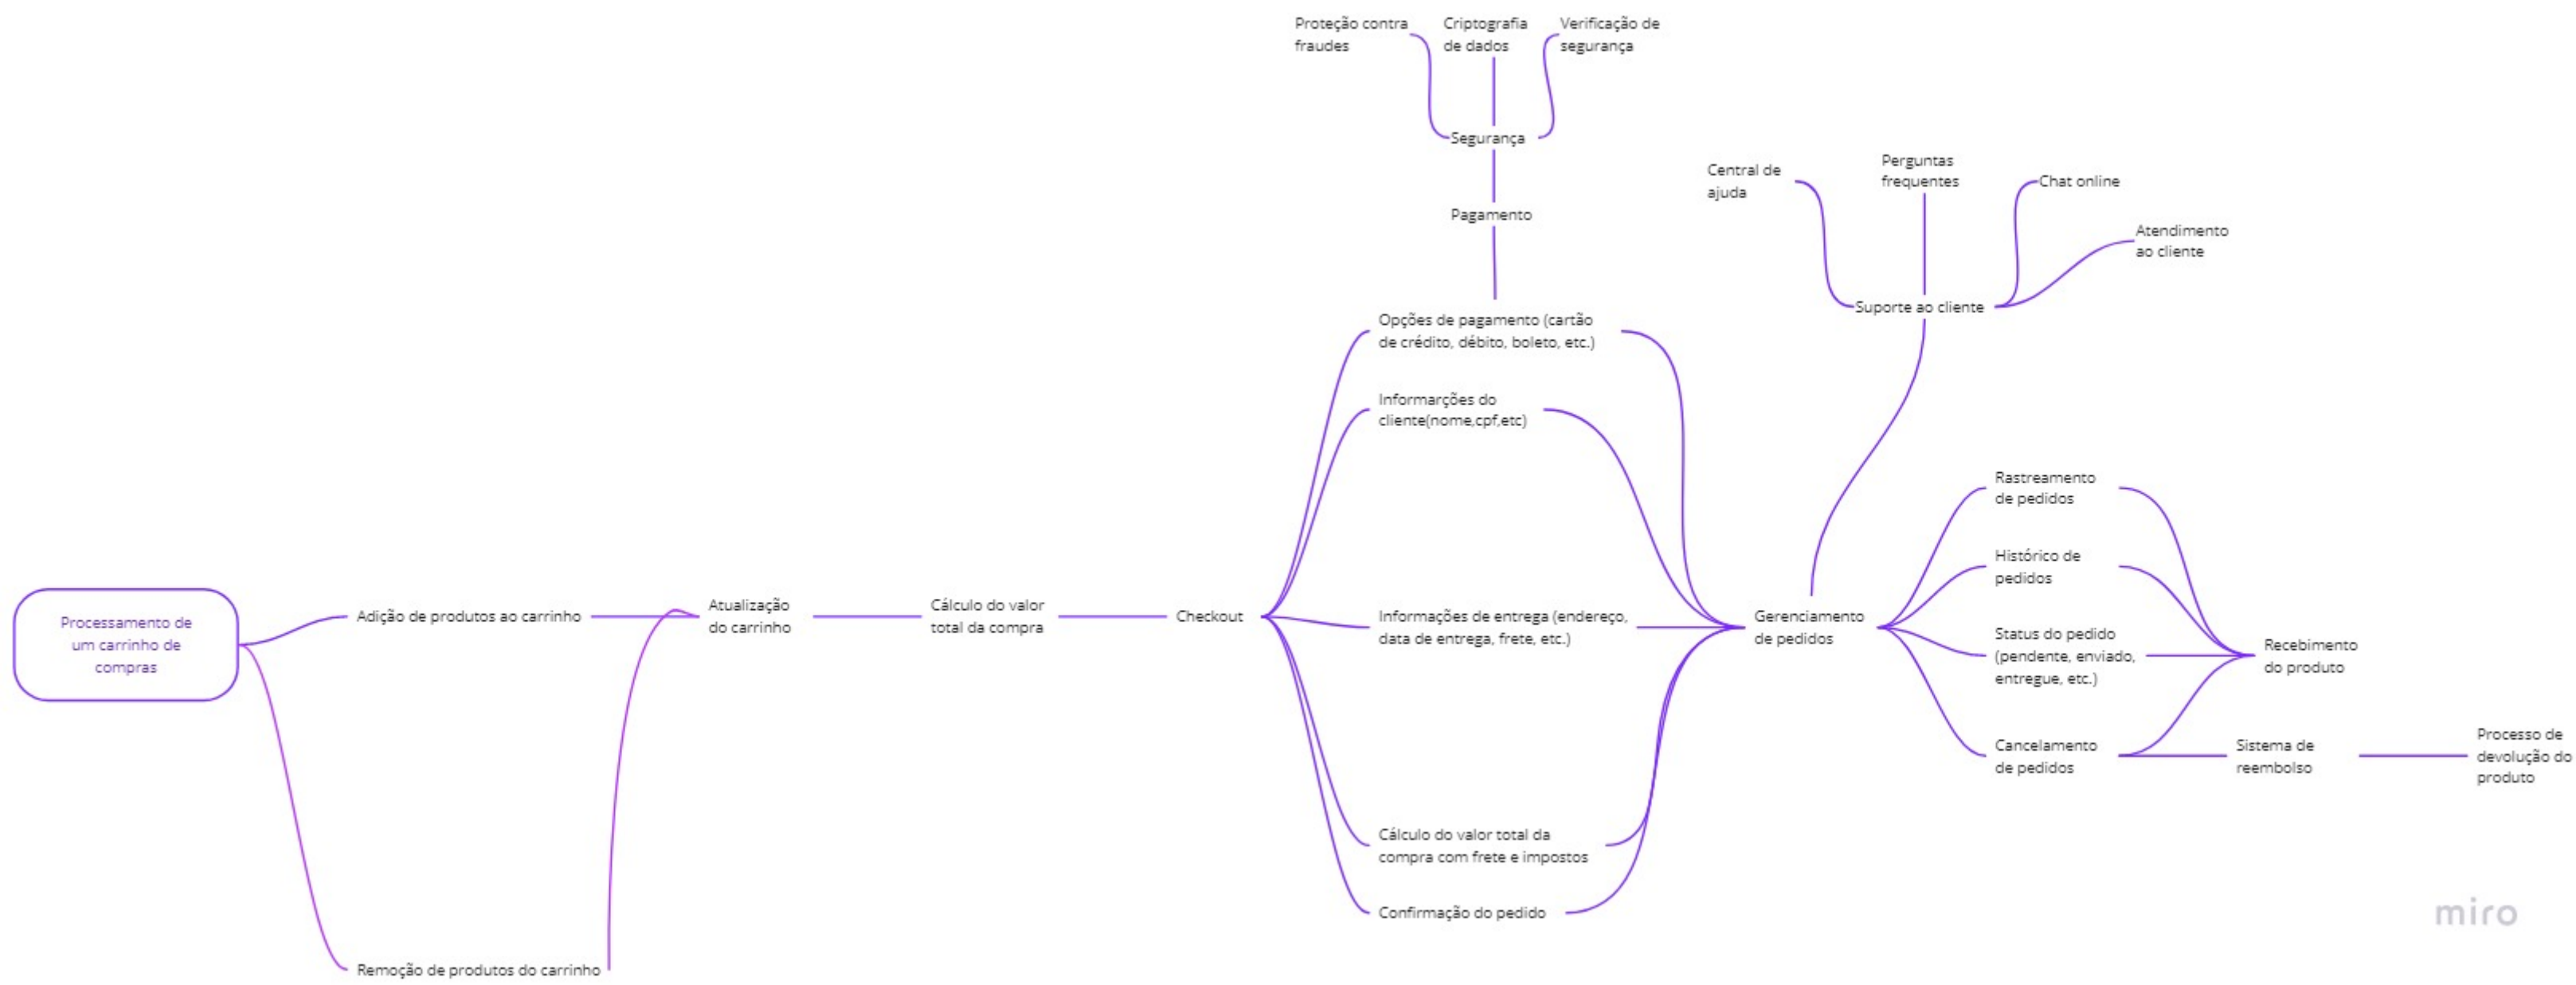 Proteção contra
fraudes
Criptografia
de dados
Verificação de
segurança
Segurança
Pagamento
Central de
ajuda
Perguntas
frequentes
Chat online
Atendimento
ao cliente
Suporte ao cliente
Opções de pagamento (cartão
de crédito, débito, boleto, etc.)
Informarções do
cliente(nome,cpf,etc)
Processamento de
um carrinho de
compras
Adição de produtos ao carrinho
Remoção de produtos do carrinho
Atualização
do carrinho
Cálculo do valor
total da compra
Checkout
Informações de entrega (endereço,
data de entrega, frete, etc.)
Cálculo do valor total da
compra com frete e impostos
Confirmação do pedido
Gerenciamento
de pedidos
Rastreamento
de pedidos
Histórico de
pedidos
Status do pedido
(pendente, enviado,
entregue, etc.)
Cancelamento
de pedidos
Recebimento
do produto
Sistema de
reembolso
Processo de
devolução do
produto
miro